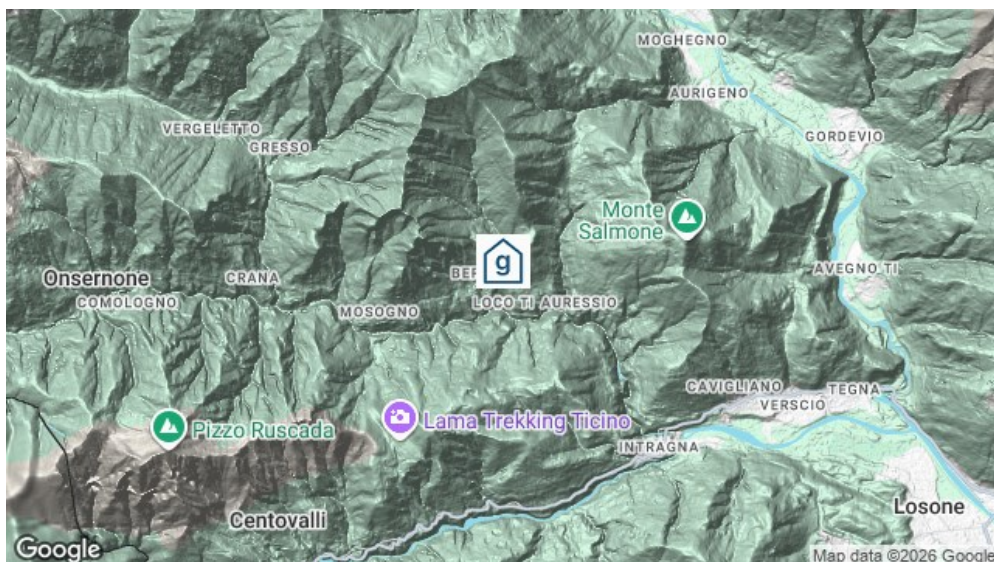 MOGHEGNO
AURIGENO
GORDEVIO
VERGELETTO
GRESSO
Monte
Salmone
g
BER
AVEGNO TI
Onsernone
CRANA
COMOLOGNO
LOCO TI AURESSIO
MOSOGNO
CAVIGLIANO
TEGNA
VERSCIO
Lama Trekking Ticino
Pizzo Ruscada
INTRAGNA
Losone
Centovalli
Google
Map data ©2026 Google